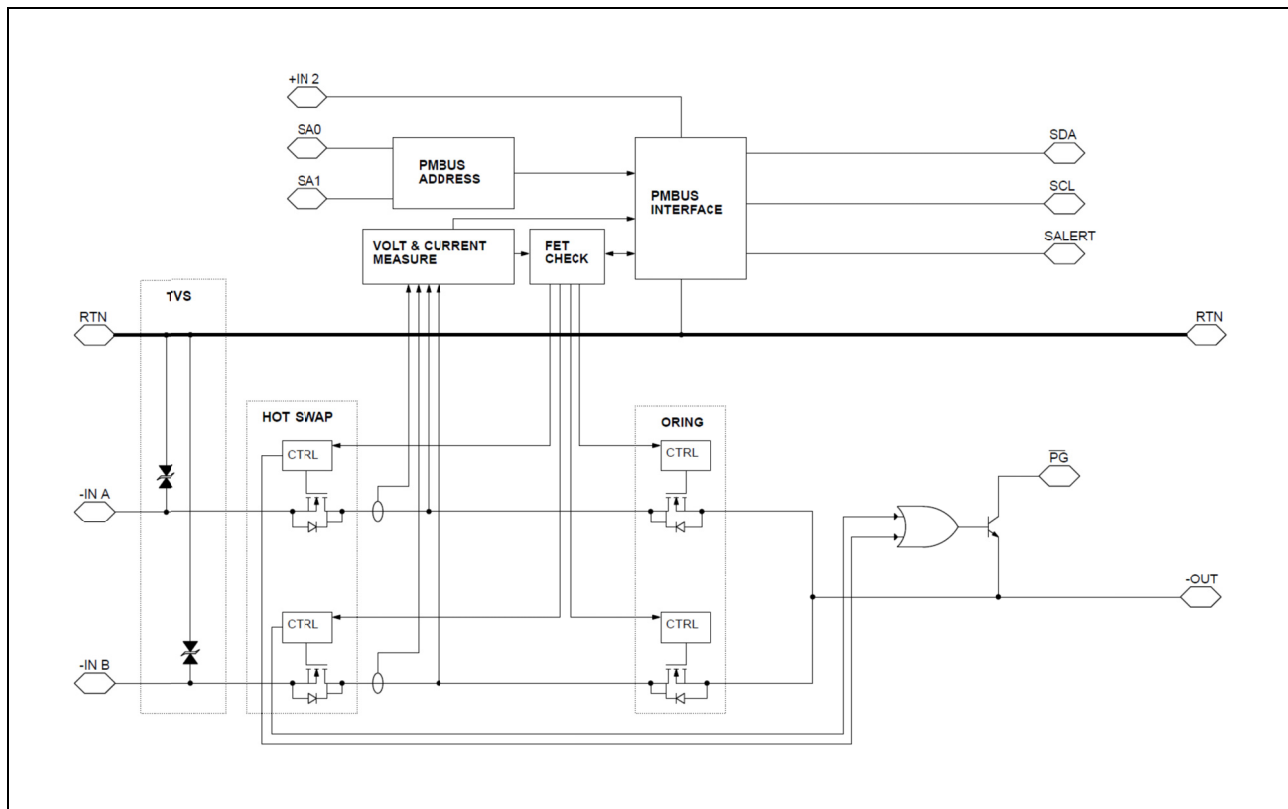 +IN 2
SA0
SA1
PMBUS
ADDRESS
PMBUS
INTERFACE
SDA
SCL
SALERT
VOLT & CURRENT
MEASURE
FET
CHECK
TVS
RTN
RTN
HOT SWAP
ORING
CTRL
CTRL
PG
-IN A
-OUT
CTRL
CTRL
-IN B